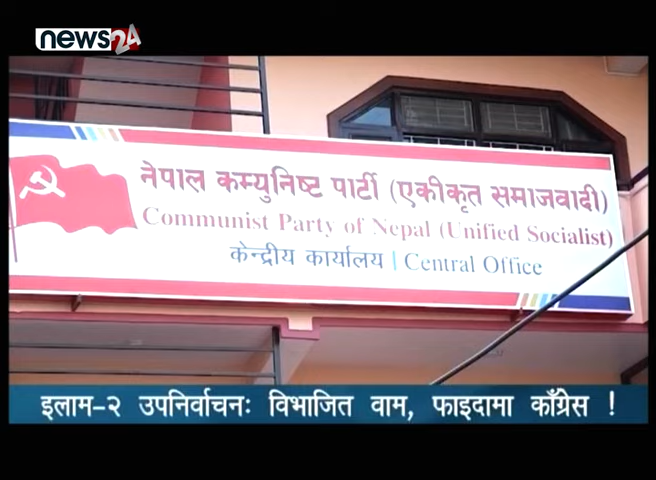 news24
नेपाल कम्युनिष्ट पार्टी (एकीकृत समाजवादी)
Communist Party of Nepal (Unified Socialist)
केन्द्रीय कार्यालय | Central Office
इलाम-२ उपनिर्वाचनः विभाजित वाम, फाइदामा काँग्रेस !